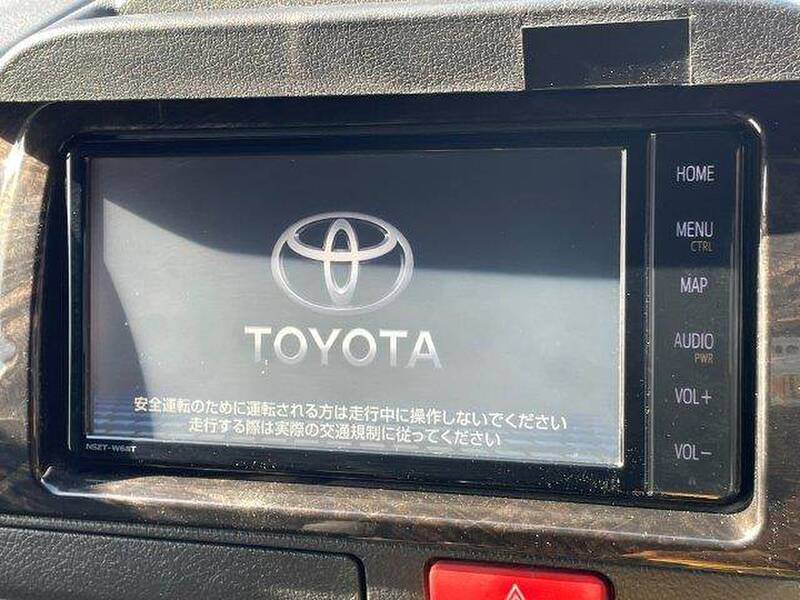 TOYOTA
安全運転のために運転される方は走行中に操作しないでください
走行する際は実際の交通規制に従ってください
NSZT-W68T
HOME
MENU
CTRL
MAP
AUDIO
PWR
VOL+
VOL-